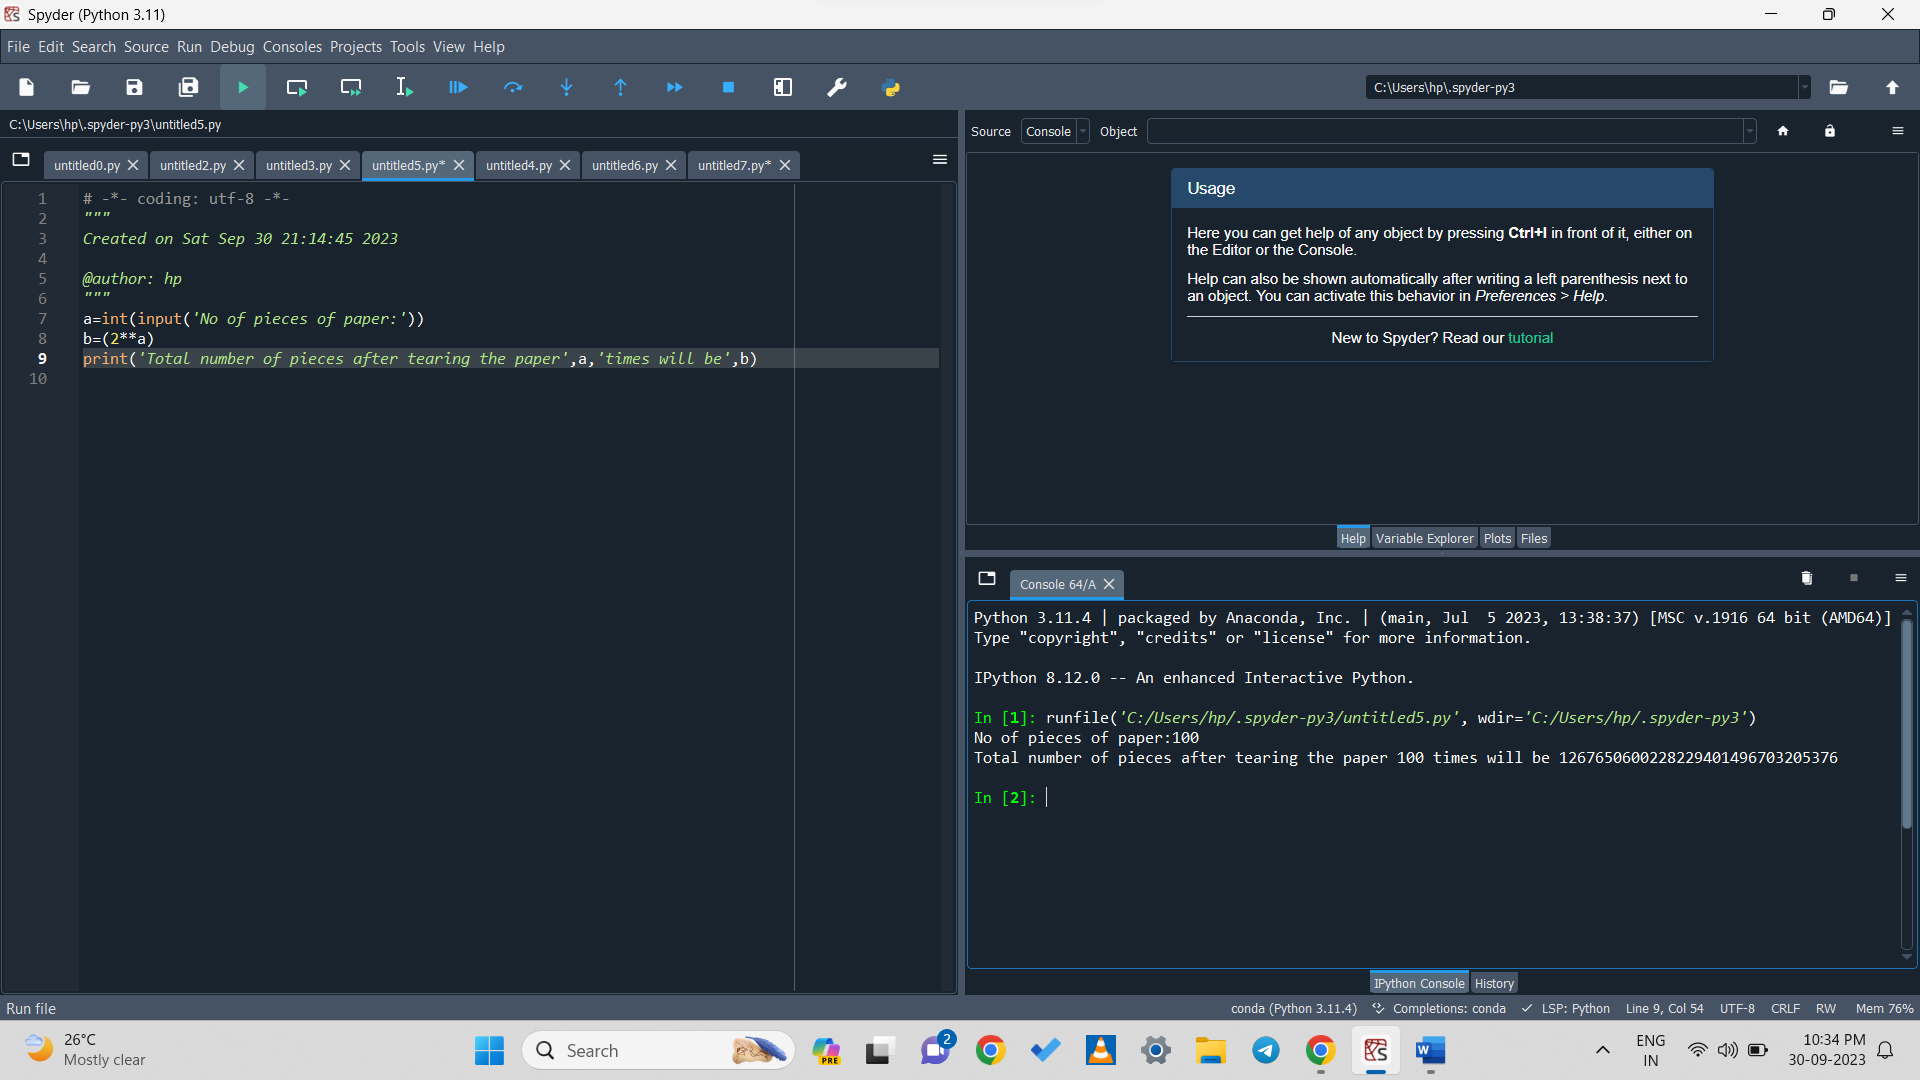 Spyder (Python 3.11)
File Edit Search Source Run Debug Consoles Projects Tools View Help
C:\Users\hp\.spyder-py3
C:\Users\hp\.spyder-py3\untitled5.py
untitled0.py untitled2.py untitled3.py untitled5.py* untitled4.py untitled6.py untitled7.py*
1 # -*- coding: utf-8 -*-
2 """
3 Created on Sat Sep 30 21:14:45 2023
4
5 @author: hp
6 """
7 a=int(input('No of pieces of paper:'))
8 b=(2**a)
9 print('Total number of pieces after tearing the paper',a,'times will be',b)
10
Source Console Object
Usage
Here you can get help of any object by pressing Ctrl+I in front of it, either on
the Editor or the Console.
Help can also be shown automatically after writing a left parenthesis next to
an object. You can activate this behavior in Preferences > Help.
New to Spyder? Read our tutorial
Help Variable Explorer Plots Files
Console 64/A
Python 3.11.4 | packaged by Anaconda, Inc. | (main, Jul  5 2023, 13:38:37) [MSC v.1916 64 bit (AMD64)]
Type "copyright", "credits" or "license" for more information.
IPython 8.12.0 -- An enhanced Interactive Python.
In [1]: runfile('C:/Users/hp/.spyder-py3/untitled5.py', wdir='C:/Users/hp/.spyder-py3')
No of pieces of paper:100
Total number of pieces after tearing the paper 100 times will be 1267650600228229401496703205376
In [2]:
IPython Console History
Run file
conda (Python 3.11.4) Completions: conda LSP: Python Line 9, Col 54 UTF-8 CRLF RW Mem 76%
26°C
Mostly clear
Search
PRE
2
W
ENG
IN
10:34 PM
30-09-2023